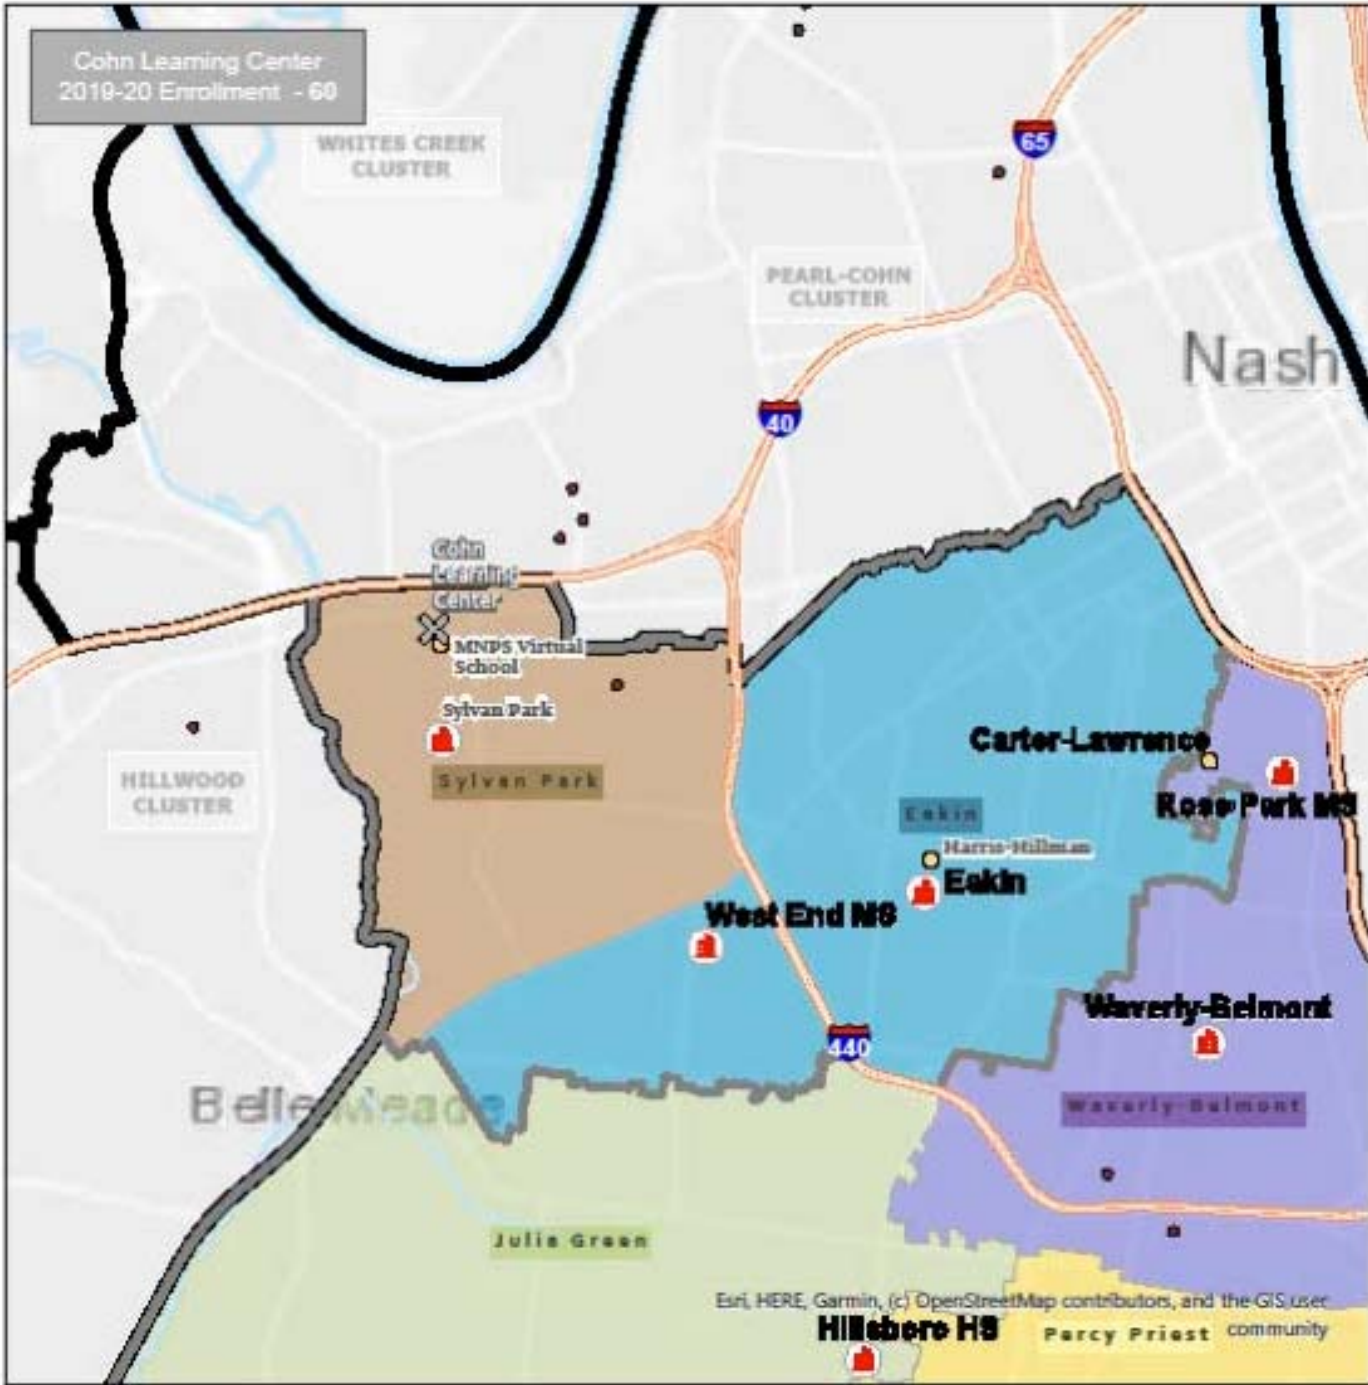 Cohn Learning Center
2019-20 Enrollment - 60
WHITES CREEK
CLUSTER
65
PEARL-COHN
CLUSTER
Nash
40
Cohn
Learning
Center
MNPS Virtual
School
Sylvan Park
Carter-Lawrence
HILLWOOD
CLUSTER
Sylvan Park
Rose Park MS
Eakin
Harris-Hillman
Eakin
West End MS
Waverly-Belmont
440
Belle Meade
Waverly-Belmont
Julia Green
Esri, HERE, Garmin, (c) OpenStreetMap contributors, and the GIS user
community
Hillsboro HS
Percy Priest